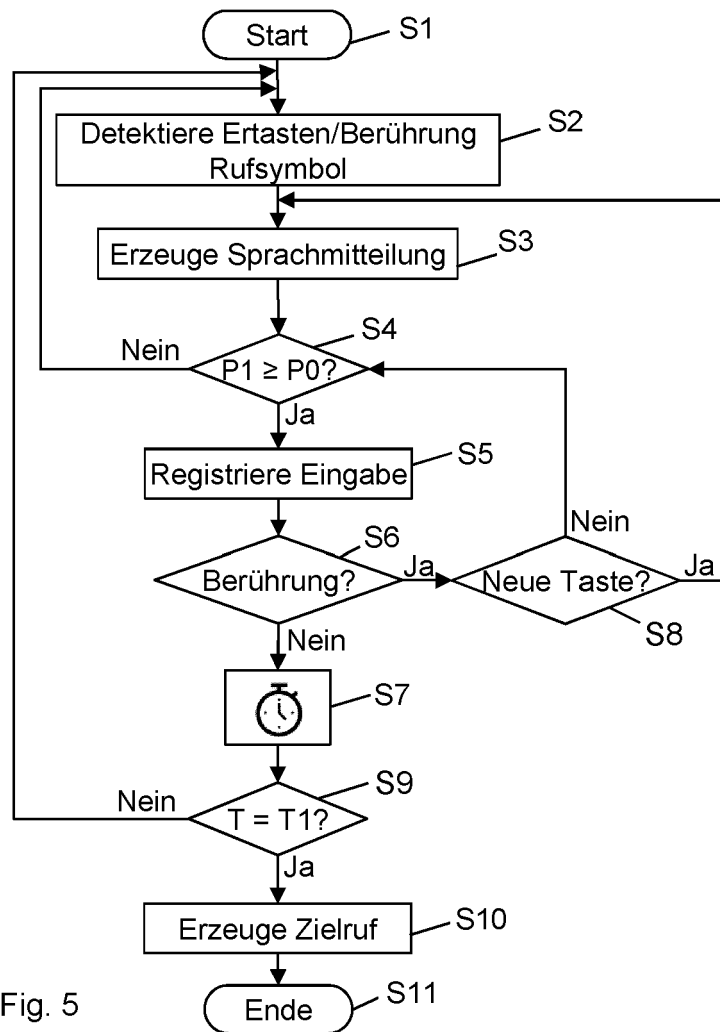 Start
S1
Detektiere Ertasten/Berührung
Rufsymbol
S2
Erzeuge Sprachmitteilung
S3
S4
Nein
P1 ≥ P0?
Ja
Registriere Eingabe
S5
Nein
S6
Berührung?
Ja
Neue Taste?
Ja
S8
Nein
S7
S9
Nein
T = T1?
Ja
Erzeuge Zielruf
S10
Ende
S11
Fig. 5